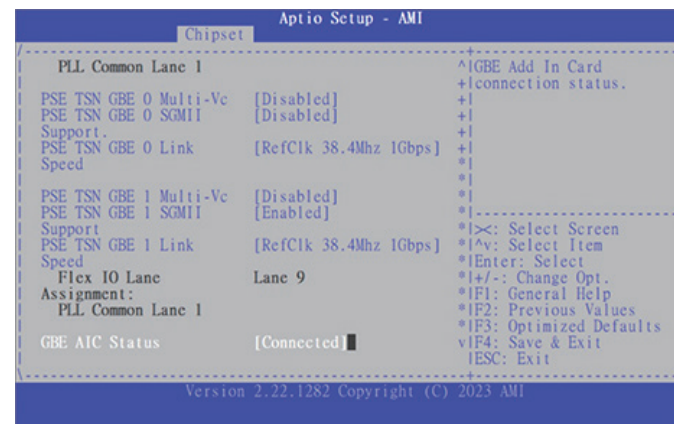 Aptio Setup - AMI
Chipset
PLL Common Lane 1
PSE TSN GBE 0 Multi-Vc [Disabled]
PSE TSN GBE 0 SGMII [Disabled]
Support.
PSE TSN GBE 0 Link [RefClk 38.4Mhz 1Gbps]
Speed
PSE TSN GBE 1 Multi-Vc [Disabled]
PSE TSN GBE 1 SGMII [Enabled]
Support
PSE TSN GBE 1 Link [RefClk 38.4Mhz 1Gbps]
Speed
Flex IO Lane Lane 9
Assignment:
PLL Common Lane 1
GBE AIC Status [Connected]
GBE Add In Card
connection status.
><: Select Screen
^v: Select Item
Enter: Select
+/-: Change Opt.
F1: General Help
F2: Previous Values
F3: Optimized Defaults
F4: Save & Exit
ESC: Exit
Version 2.22.1282 Copyright (C) 2023 AMI